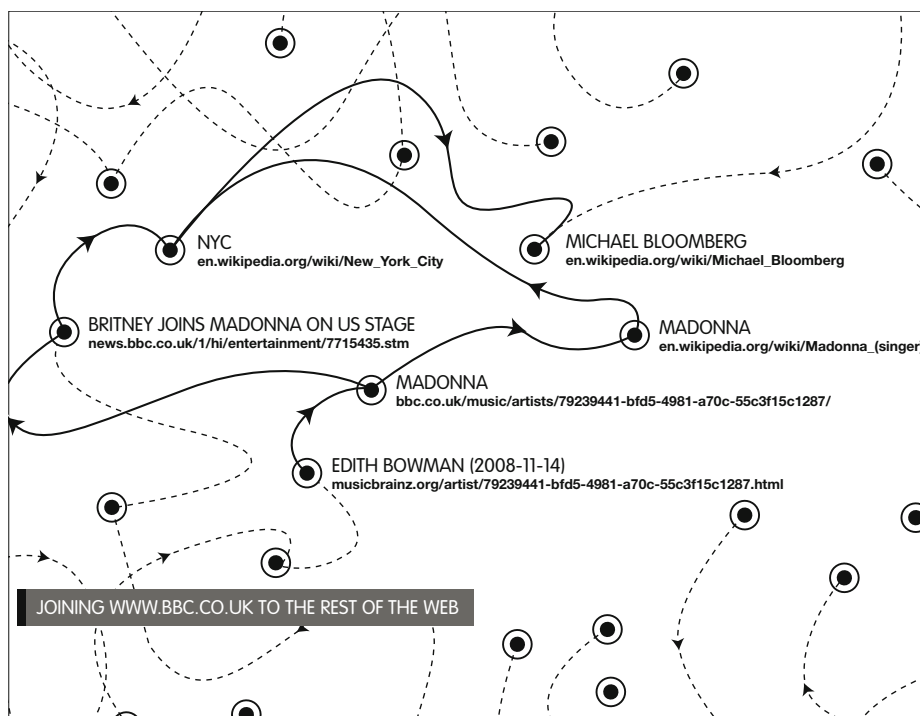 NYC
en.wikipedia.org/wiki/New_York_City
MICHAEL BLOOMBERG
en.wikipedia.org/wiki/Michael_Bloomberg
BRITNEY JOINS MADONNA ON US STAGE
news.bbc.co.uk/1/hi/entertainment/7715435.stm
MADONNA
en.wikipedia.org/wiki/Madonna_(singer)
MADONNA
bbc.co.uk/music/artists/79239441-bfd5-4981-a70c-55c3f15c1287/
EDITH BOWMAN (2008-11-14)
musicbrainz.org/artist/79239441-bfd5-4981-a70c-55c3f15c1287.html
JOINING WWW.BBC.CO.UK TO THE REST OF THE WEB